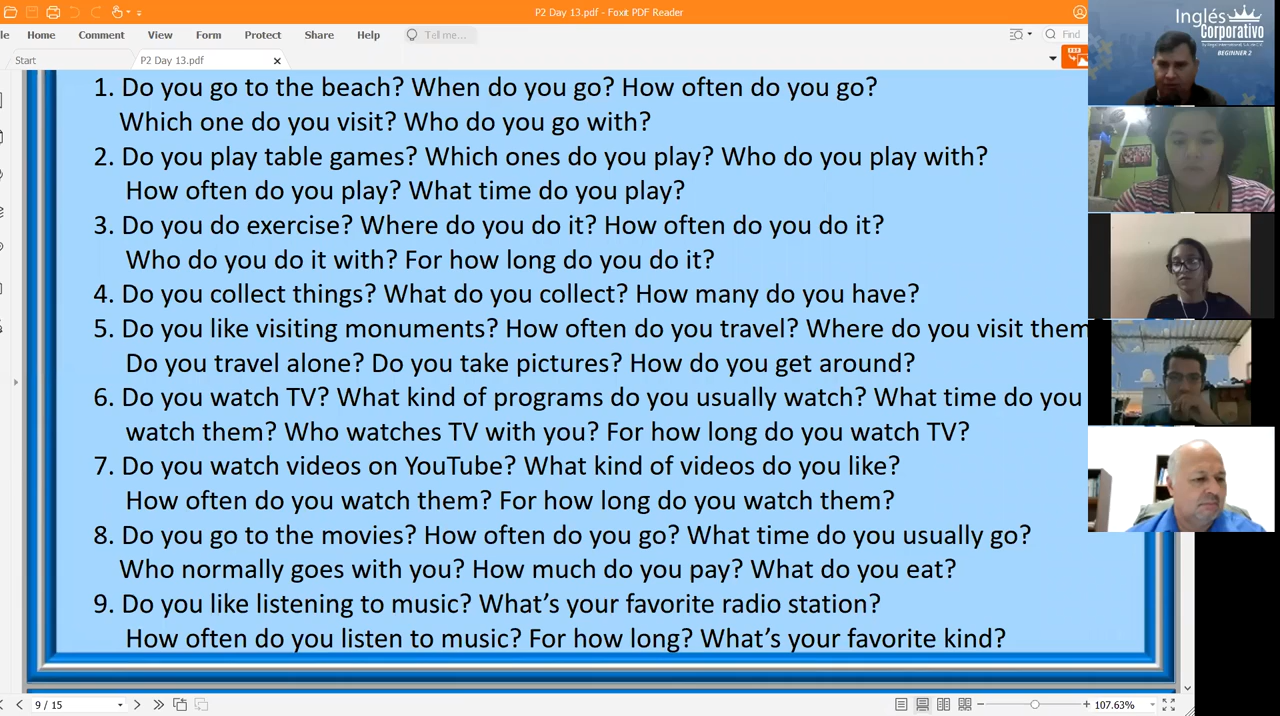 P2 Day 13.pdf - Foxit PDF Reader
le Home Comment View Form Protect Share Help Tell me... Find
Start P2 Day 13.pdf
1. Do you go to the beach? When do you go? How often do you go?
Which one do you visit? Who do you go with?
2. Do you play table games? Which ones do you play? Who do you play with?
How often do you play? What time do you play?
3. Do you do exercise? Where do you do it? How often do you do it?
Who do you do it with? For how long do you do it?
4. Do you collect things? What do you collect? How many do you have?
5. Do you like visiting monuments? How often do you travel? Where do you visit them
Do you travel alone? Do you take pictures? How do you get around?
6. Do you watch TV? What kind of programs do you usually watch? What time do you
watch them? Who watches TV with you? For how long do you watch TV?
7. Do you watch videos on YouTube? What kind of videos do you like?
How often do you watch them? For how long do you watch them?
8. Do you go to the movies? How often do you go? What time do you usually go?
Who normally goes with you? How much do you pay? What do you eat?
9. Do you like listening to music? What’s your favorite radio station?
How often do you listen to music? For how long? What’s your favorite kind?
9 / 15 107.63%
Inglés
Corporativo
BEGINNER 2